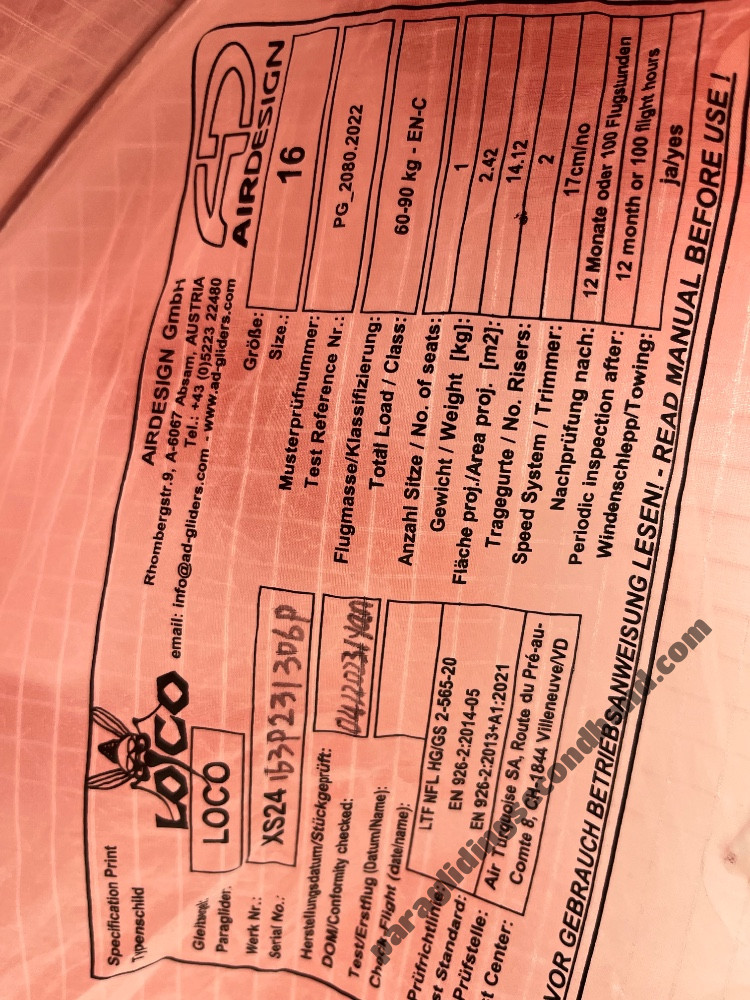 Specification Print
Typenschild
LOCO
AIRDESIGN GmbH
Rhombergstr.9, A-6067 Absam, AUSTRIA
Tel.: +43 (0)5223 22480
email: info@ad-gliders.com - www.ad-gliders.com
AIRDESIGN
Paraglider:
LOCO
Werk Nr.:
Serial No.:
XS24 163P231306P
Herstellungsdatum/Stückgeprüft:
DOM/Conformity checked:
04/2023/
Test/Erstflug (Datum/Name):
Check Flight (date/name):
Prüfrichtlinie:
st Standard:
LTF NFL HG/GS 2-565-20
EN 926-2:2014-05
EN 926-2:2013+A1:2021
Prüfstelle:
t Center:
Air Turquoise SA, Route du Pré-au-
Comte 8, CH-1844 Villeneuve/VD
Größe:
Size.:
16
Musterprüfnummer:
Test Reference Nr.:
PG_2080.2022
Flugmasse/Klassifizierung:
Total Load / Class:
60-90 kg - EN-C
Anzahl Sitze / No. of seats:
1
Gewicht / Weight [kg]:
2.42
Fläche proj./Area proj. [m2]:
14.12
Tragegurte / No. Risers:
2
Speed System / Trimmer:
17cm/no
Nachprüfung nach:
12 Monate oder 100 Flugstunden
Periodic inspection after:
12 month or 100 flight hours
Windenschlepp/Towing:
ja/yes
VOR GEBRAUCH BETRIEBSANWEISUNG LESEN! - READ MANUAL BEFORE USE !
paraglidingsecondhand.com